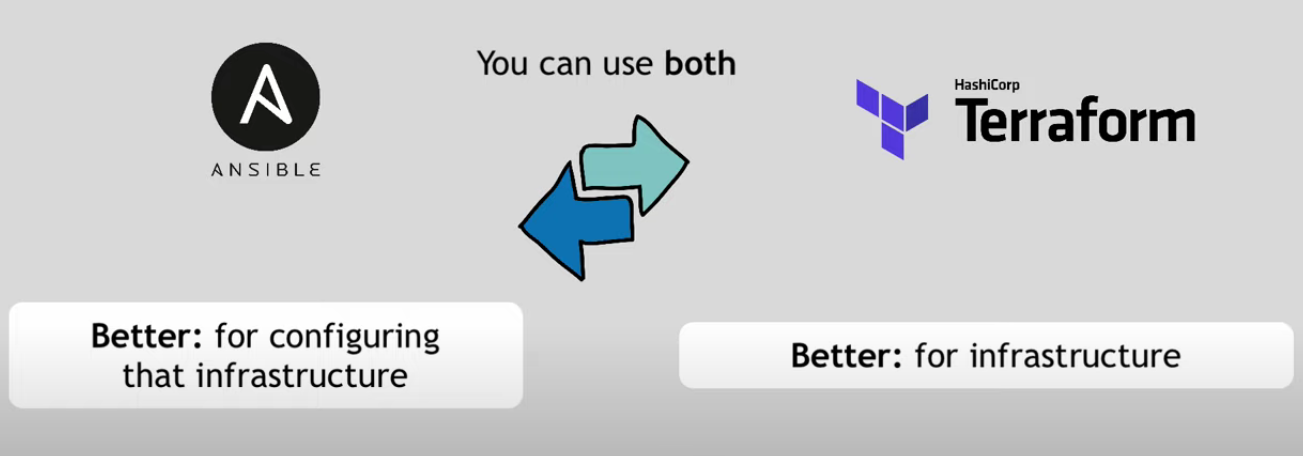 You can use both
ANSIBLE
HashiCorp
Terraform
Better: for configuring
that infrastructure
Better: for infrastructure